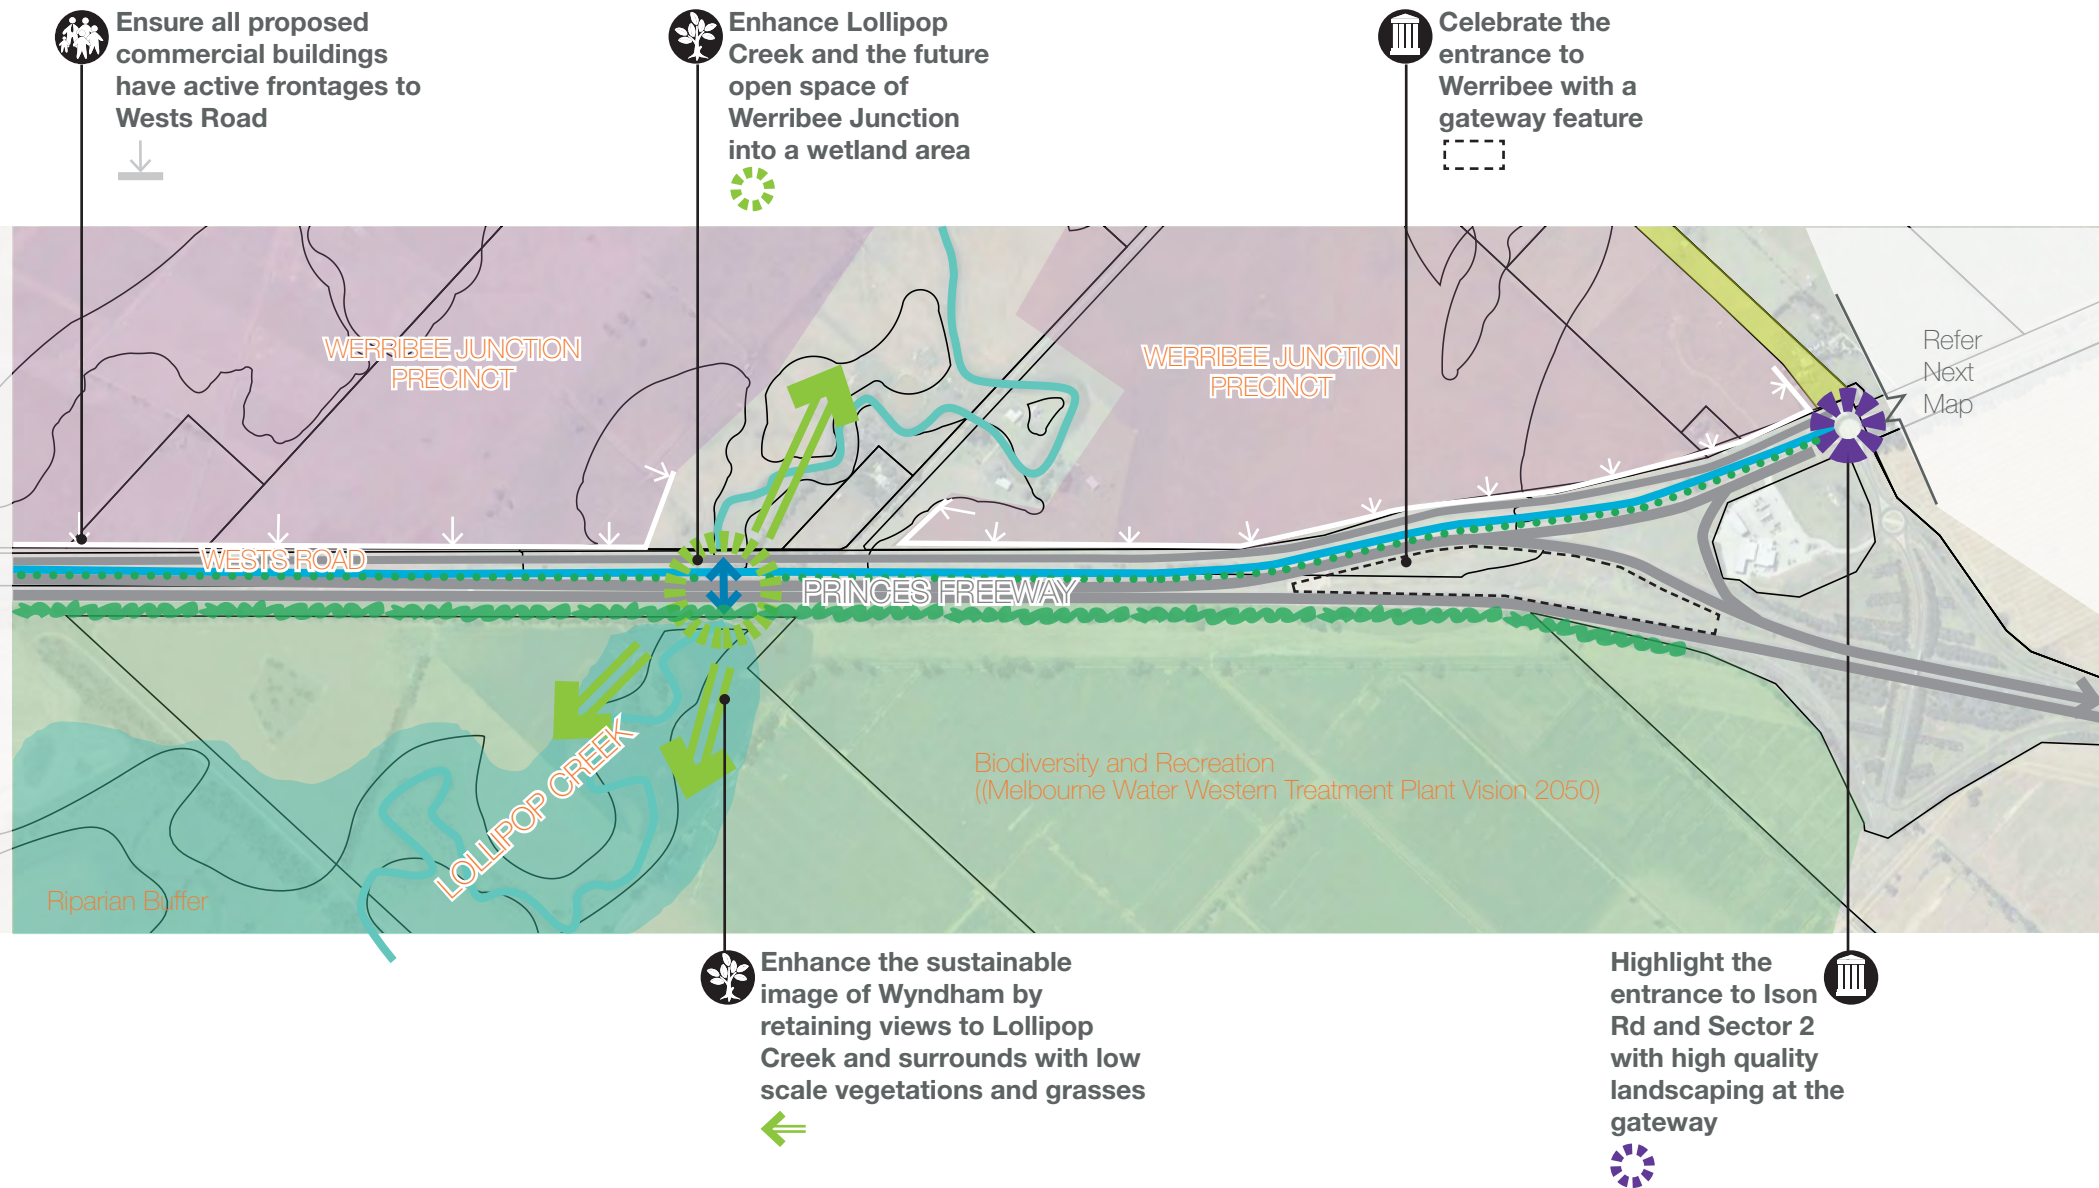 Ensure all proposed
commercial buildings
have active frontages to
Wests Road
Enhance Lollipop
Creek and the future
open space of
Werribee Junction
into a wetland area
Celebrate the
entrance to
Werribee with a
gateway feature
WERRIBEE JUNCTION
PRECINCT
WERRIBEE JUNCTION
PRECINCT
Refer
Next
Map
WESTS ROAD
PRINCES FREEWAY
LOLLIPOP CREEK
Biodiversity and Recreation
((Melbourne Water Western Treatment Plant Vision 2050)
Riparian Buffer
Enhance the sustainable
image of Wyndham by
retaining views to Lollipop
Creek and surrounds with low
scale vegetations and grasses
Highlight the
entrance to Ison
Rd and Sector 2
with high quality
landscaping at the
gateway